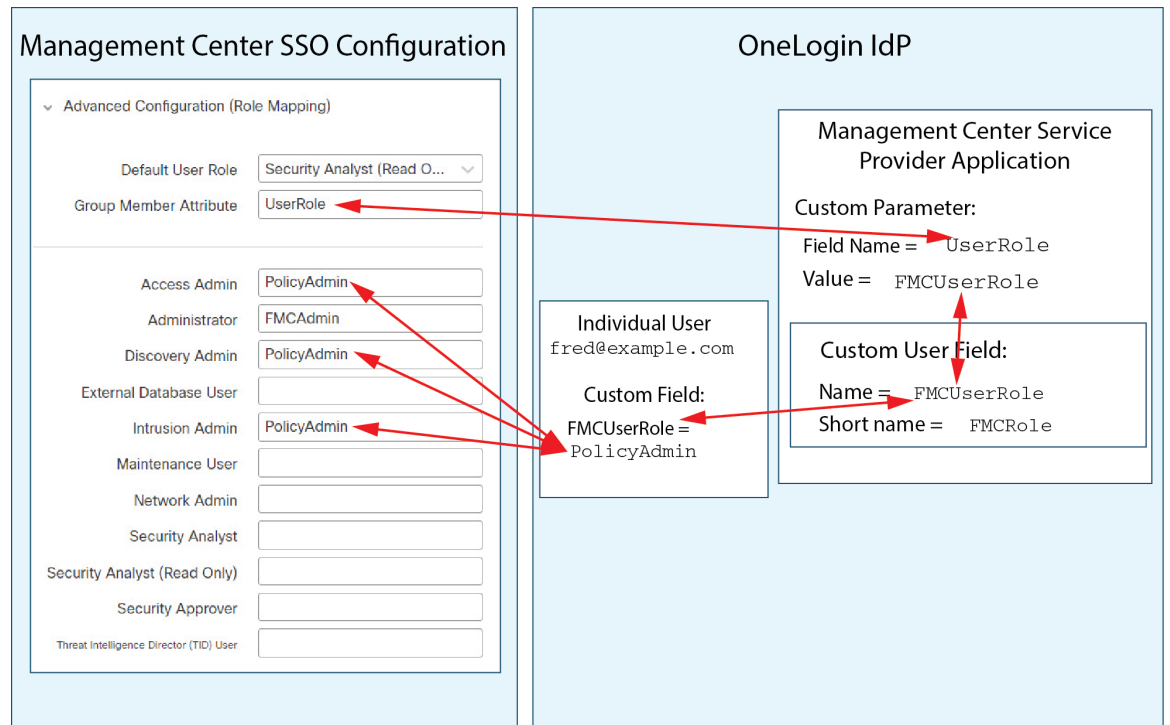 Management Center SSO Configuration
Advanced Configuration (Role Mapping)
Default User Role Security Analyst (Read O...
Group Member Attribute UserRole
Access Admin PolicyAdmin
Administrator FMCAdmin
Discovery Admin PolicyAdmin
External Database User
Intrusion Admin PolicyAdmin
Maintenance User
Network Admin
Security Analyst
Security Analyst (Read Only)
Security Approver
Threat Intelligence Director (TID) User
OneLogin IdP
Individual User
fred@example.com
Custom Field:
FMCUserRole =
PolicyAdmin
Management Center Service
Provider Application
Custom Parameter:
Field Name = UserRole
Value = FMCUserRole
Custom User Field:
Name = FMCUserRole
Short name = FMCRole